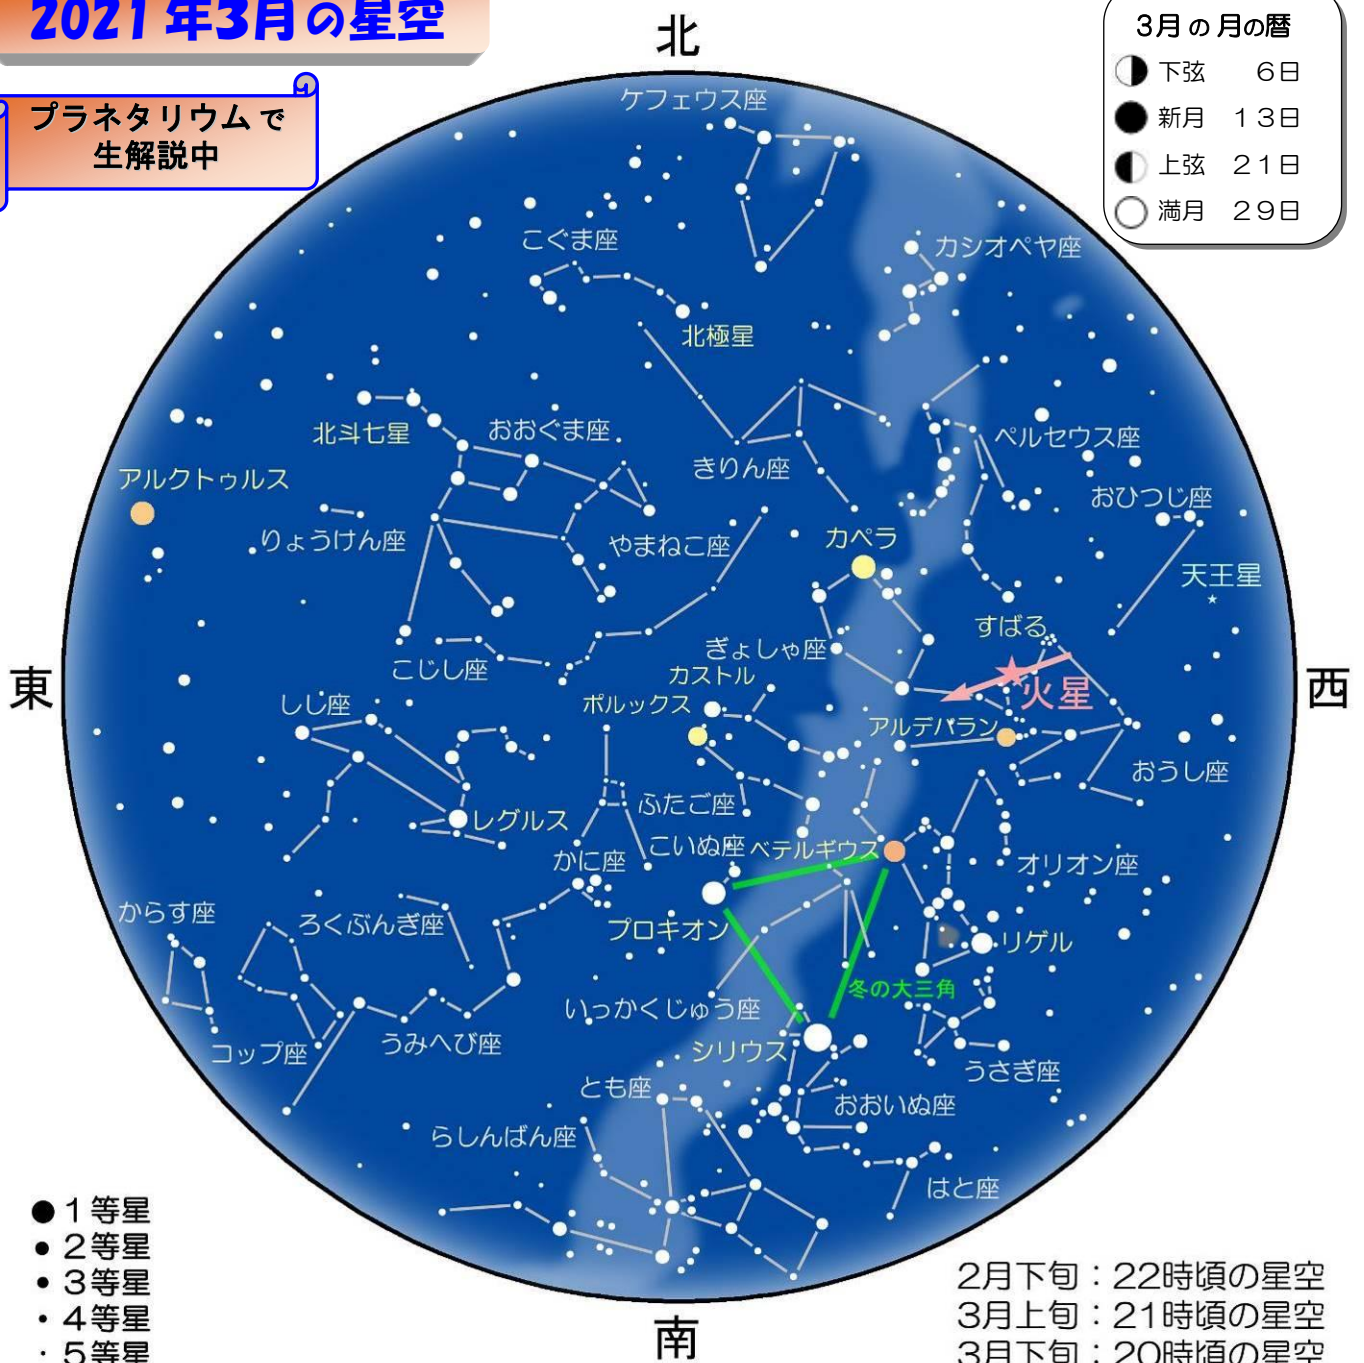 2021年3月の星空
北
3月の月の暦
下弦 6日
新月 13日
上弦 21日
満月 29日
プラネタリウムで
生解説中
ケフェウス座
こぐま座
カシオペヤ座
北極星
北斗七星
おおぐま座
きりん座
ペルセウス座
アルクトゥルス
おひつじ座
りょうけん座
やまねこ座
カペラ
天王星
すばる
こじし座
ぎょしゃ座
カストル
火星
東
西
しじ座
ポルックス
アルデバラン
おうし座
レグルス
ふたご座
かに座
こいぬ座
ベテルギウス
オリオン座
からす座
ろくぶんぎ座
プロキオン
リゲル
冬の大三角
いっかくじゅう座
コップ座
うみへび座
シリウス
うさぎ座
とも座
おおいぬ座
らしんばん座
はと座
●1等星
●2等星
•3等星
・4等星
・5等星
南
2月下旬：22時頃の星空
3月上旬：21時頃の星空
3月下旬：20時頃の星空